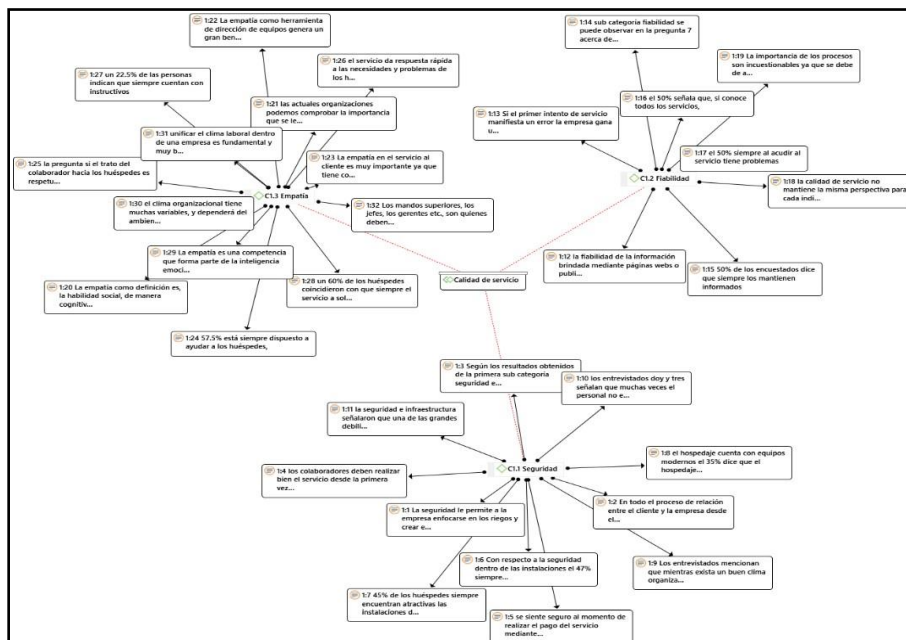 1:22 La empatía como herramienta
de dirección de equipos genera un
gran ben...
1:26 el servicio da respuesta rápida
a las necesidades y problemas de
los h...
1:27 un 22.5% de las personas
indican que siempre cuentan con
instructivos
1:21 las actuales organizaciones
podemos comprobar la importancia
que se le...
1:31 unificar el clima laboral dentro
de una empresa es fundamental y
muy b...
1:23 La empatía en el servicio al
cliente es muy importante ya que
tiene co...
1:25 la pregunta si el trato del
colaborador hacia los huéspedes es
respetu...
C1.3 Empatía
1:30 el clima organizacional tiene
muchas variables, y dependerá del
ambien...
1:32 Los mandos superiores, los
jefes, los gerentes etc., son quienes
deben...
1:29 La empatía es una competencia
que forma parte de la inteligencia
emoci...
1:20 La empatía como definición es,
la habilidad social, de manera
cognitiv...
1:28 un 60% de los huéspedes
coincidieron con que siempre el
servicio a sol...
1:24 57.5% está siempre dispuesto a
ayudar a los huéspedes,
1:14 sub categoría fiabilidad se
puede observar en la pregunta 7
acerca de...
1:19 La importancia de los procesos
son incuestionables ya que se debe
de a...
1:16 el 50% señala que, si conoce
todos los servicios,
1:13 Si el primer intento de servicio
manifiesta un error la empresa gana
u...
1:17 el 50% siempre al acudir al
servicio tiene problemas
C1.2 Fiabilidad
1:18 la calidad de servicio no
mantiene la misma perspectiva para
cada indi...
1:12 la fiabilidad de la información
brindada mediante páginas webs o
publi...
1:15 50% de los encuestados dice
que siempre los mantienen
informados
Calidad de servicio
1:3 Según los resultados obtenidos
de la primera sub categoría
seguridad e...
1:10 los entrevistados doy y tres
señalan que muchas veces el
personal no e...
1:11 la seguridad e infraestructura
señalaron que una de las grandes
debili...
1:8 el hospedaje cuenta con equipos
modernos el 35% dice que el
hospedaje...
1:4 los colaboradores deben realizar
bien el servicio desde la primera
vez...
C1.1 Seguridad
1:1 La seguridad le permite a la
empresa enfocarse en los riegos y
crear e...
1:2 En todo el proceso de relación
entre el cliente y la empresa desde
el...
1:6 Con respecto a la seguridad
dentro de las instalaciones el 47%
siempre...
1:9 Los entrevistados mencionan
que mientras exista un buen clima
organiza...
1:7 45% de los huéspedes siempre
encuentran atractivas las
instalaciones d...
1:5 se siente seguro al momento de
realizar el pago del servicio
mediante...